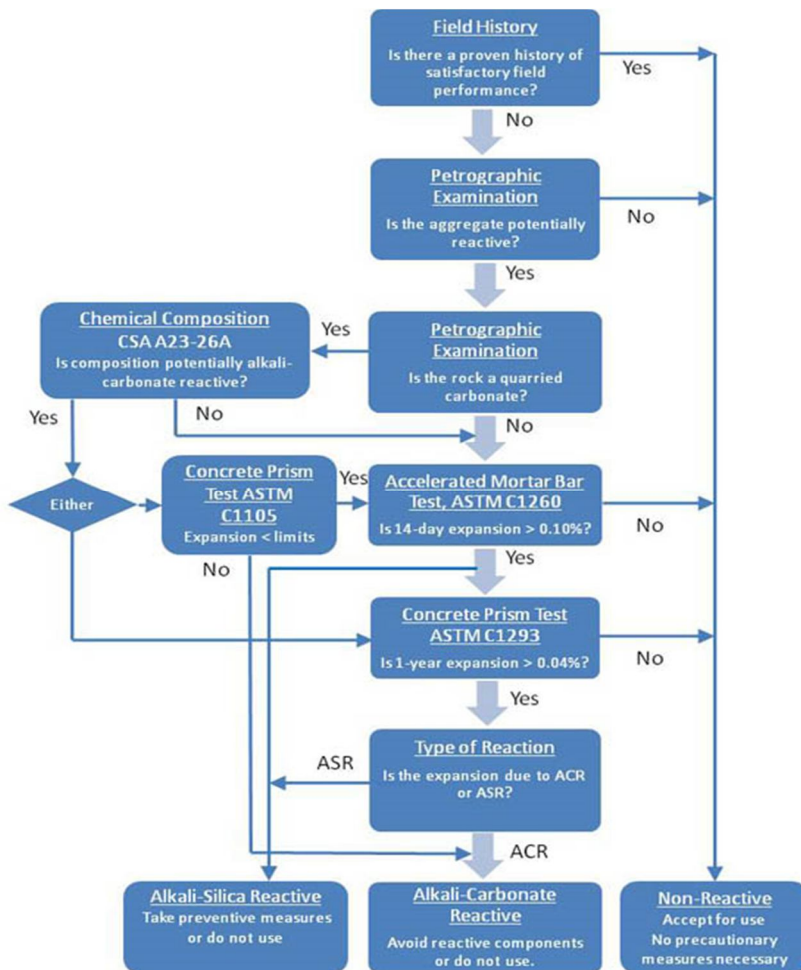 Field History
Is there a proven history of
satisfactory field
performance?
Yes
No
Petrographic
Examination
Is the aggregate potentially
reactive?
No
Yes
Chemical Composition
CSA A23-26A
Is composition potentially alkali-
carbonate reactive?
Yes
Petrographic
Examination
Is the rock a quarried
carbonate?
Yes
No
No
Either
Concrete Prism
Test ASTM
C1105
Expansion < limits
Yes
Accelerated Mortar Bar
Test, ASTM C1260
Is 14-day expansion > 0.10%?
No
No
Yes
Concrete Prism Test
ASTM C1293
Is 1-year expansion > 0.04%?
No
Yes
Type of Reaction
Is the expansion due to ACR
or ASR?
ASR
ACR
Alkali-Silica Reactive
Take preventive measures
or do not use
Alkali-Carbonate
Reactive
Avoid reactive components
or do not use.
Non-Reactive
Accept for use
No precautionary
measures necessary